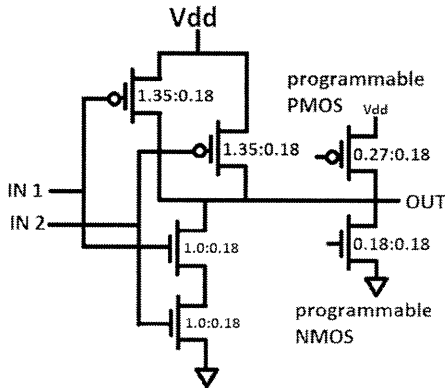 Vdd
programmable
PMOS
Vdd
1.35:0.18
1.35:0.18
0.27:0.18
IN 1
IN 2
OUT
1.0:0.18
0.18:0.18
1.0:0.18
programmable
NMOS